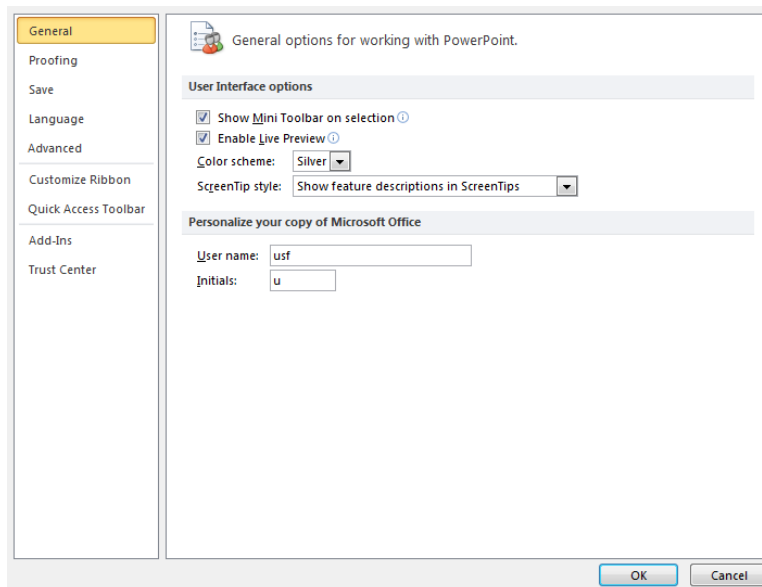 General
Proofing
Save
Language
Advanced
Customize Ribbon
Quick Access Toolbar
Add-Ins
Trust Center
General options for working with PowerPoint.
User Interface options
Show Mini Toolbar on selection
Enable Live Preview
Color scheme: Silver
ScreenTip style: Show feature descriptions in ScreenTips
Personalize your copy of Microsoft Office
User name: usf
Initials: u
OK Cancel